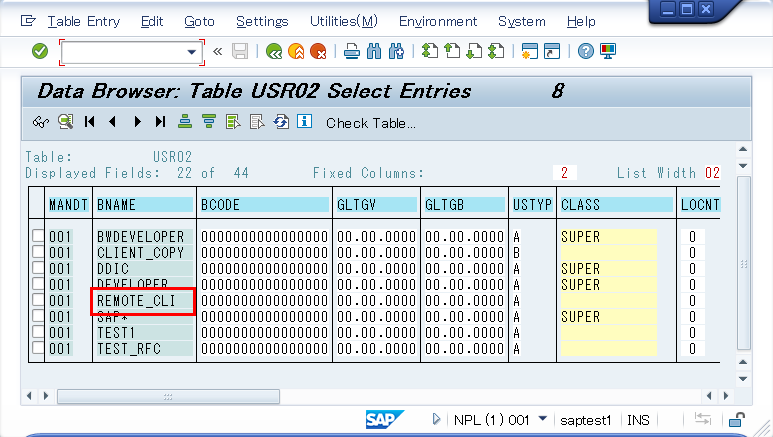 Table Entry Edit Goto Settings Utilities(M) Environment System Help
Data Browser: Table USR02 Select Entries 8
Check Table...
Table: USR02
Displayed Fields: 22 of 44 Fixed Columns: 2 List Width 02
MANDT BNAME BCODE GLTGV GLTGB USTYP CLASS LOCNT
001 BWDEVELOPER 0000000000000000 00.00.0000 00.00.0000 A SUPER 0
001 CLIENT_COPY 0000000000000000 00.00.0000 00.00.0000 B 0
001 DDIC 0000000000000000 00.00.0000 00.00.0000 A SUPER 0
001 DEVELOPER 0000000000000000 00.00.0000 00.00.0000 A SUPER 0
001 REMOTE_CLI 0000000000000000 00.00.0000 00.00.0000 A 0
001 SAP* 0000000000000000 00.00.0000 00.00.0000 A SUPER 0
001 TEST1 0000000000000000 00.00.0000 00.00.0000 A 0
001 TEST_RFC 0000000000000000 00.00.0000 00.00.0000 A 0
SAP NPL (1) 001 saptest1 INS